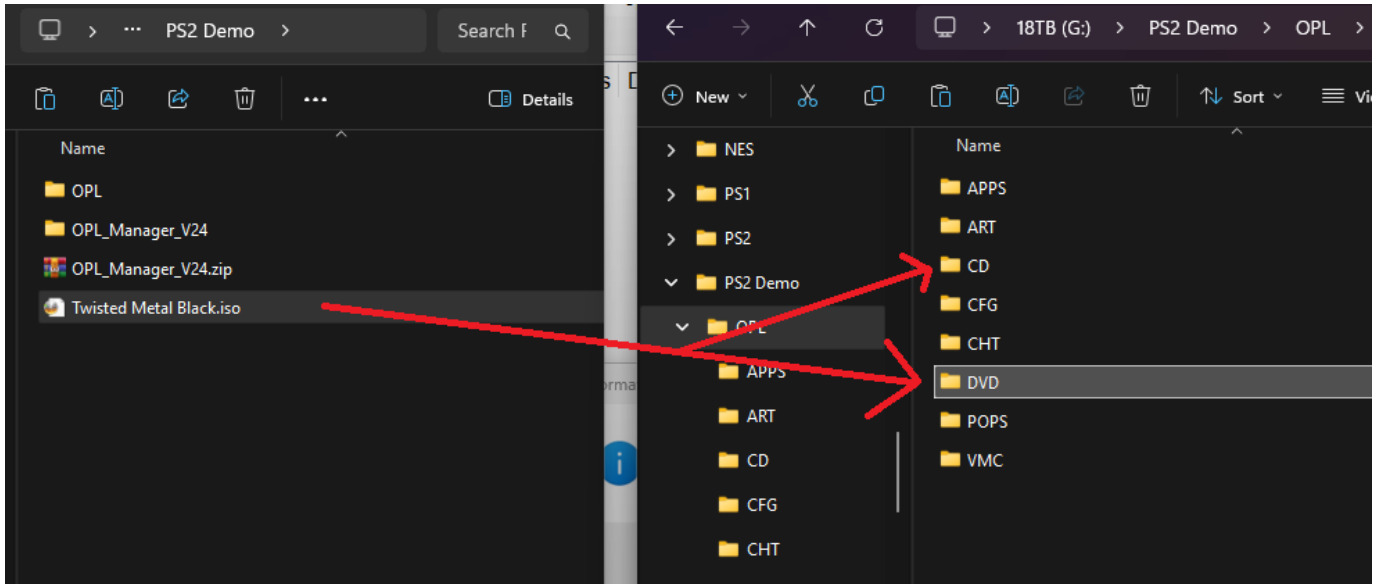 PS2 Demo
Search F
Details
Name
OPL
OPL_Manager_V24
OPL_Manager_V24.zip
Twisted Metal Black.iso
s
18TB (G:)
PS2 Demo
OPL
New
Sort
Vi
NES
PS1
PS2
PS2 Demo
OPL
APPS
ART
CD
CFG
CHT
orma
Name
APPS
ART
CD
CFG
CHT
DVD
POPS
VMC